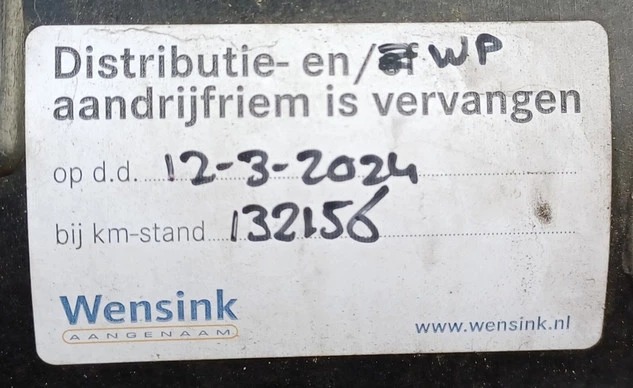 Distributie- en/of WP
aandrijfriem is vervangen
op d.d. 12-3-2024
bij km-stand 132156
Wensink
AANGENAAM
www.wensink.nl